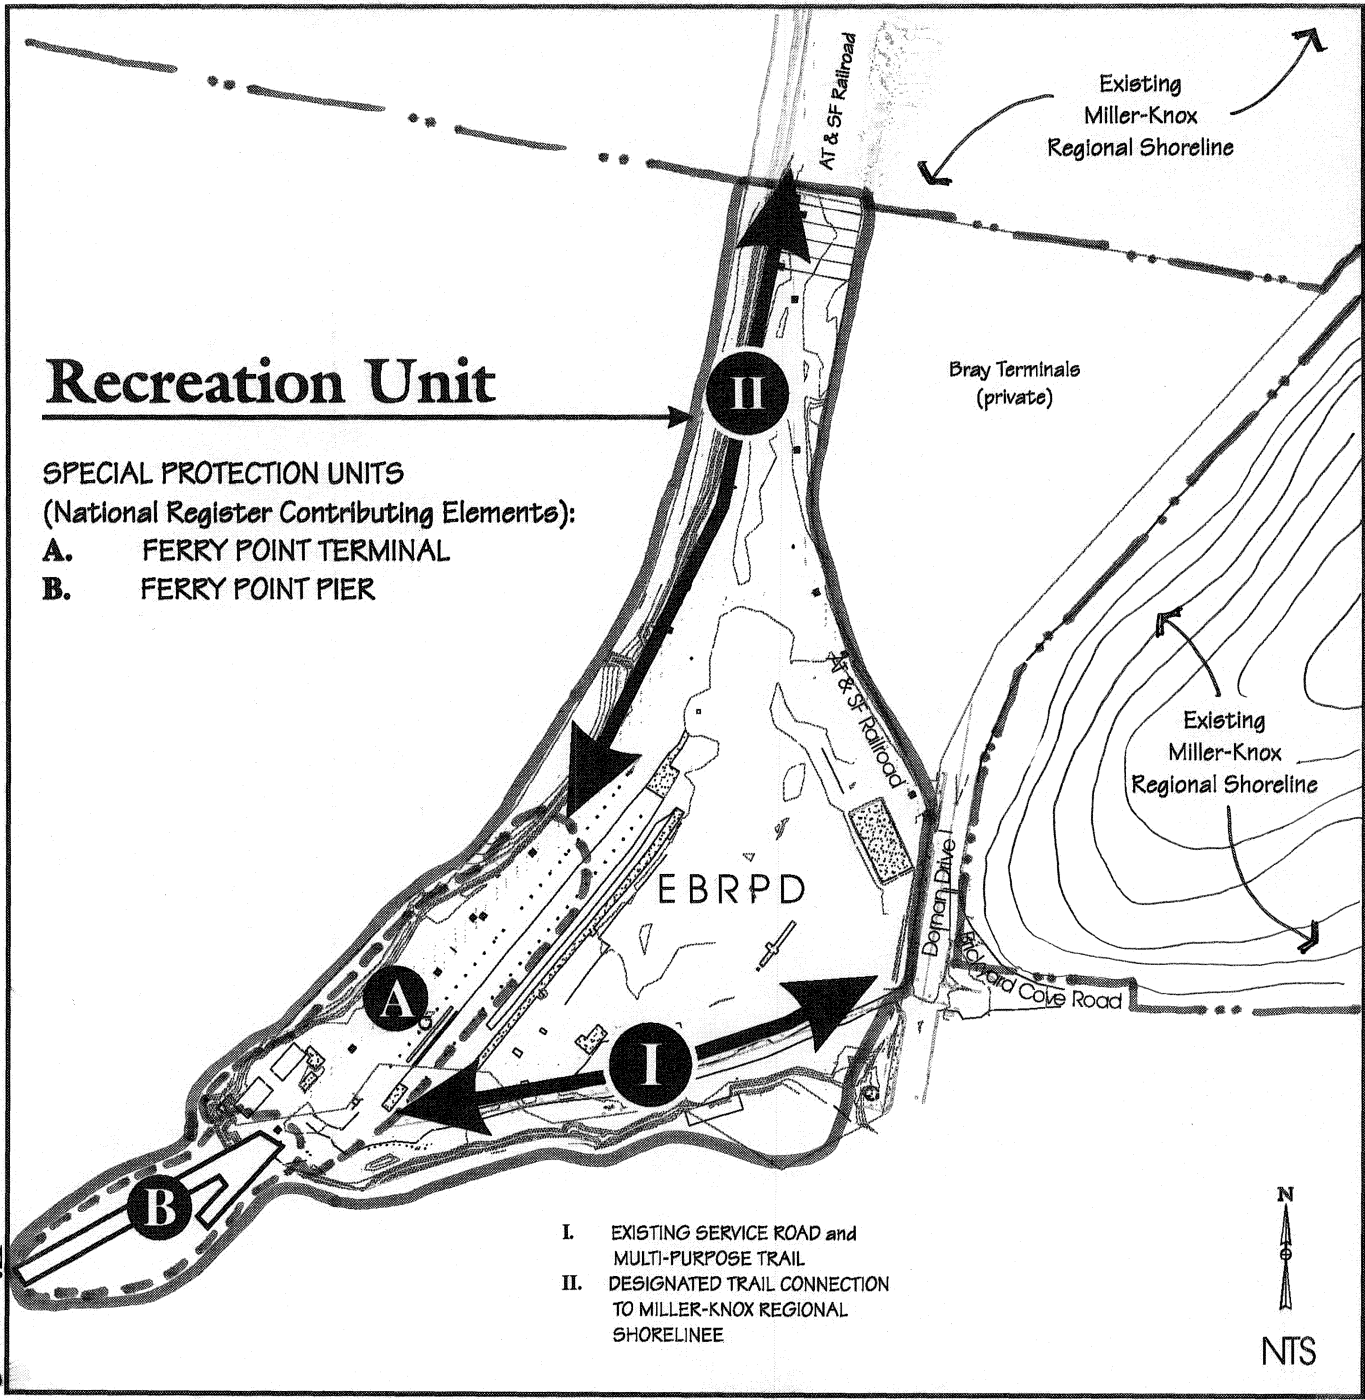 AT & SF Railroad
Existing
Miller-Knox
Regional Shoreline
Bray Terminals
(private)
Recreation Unit
II
SPECIAL PROTECTION UNITS
(National Register Contributing Elements):
A. FERRY POINT TERMINAL
B. FERRY POINT PIER
AT & SF Railroad
Existing
Miller-Knox
Regional Shoreline
EBRPD
Dornan Drive
Brickyard Cove Road
A
I
B
I. EXISTING SERVICE ROAD and
MULTI-PURPOSE TRAIL
II. DESIGNATED TRAIL CONNECTION
TO MILLER-KNOX REGIONAL
SHORELINEE
N
NTS